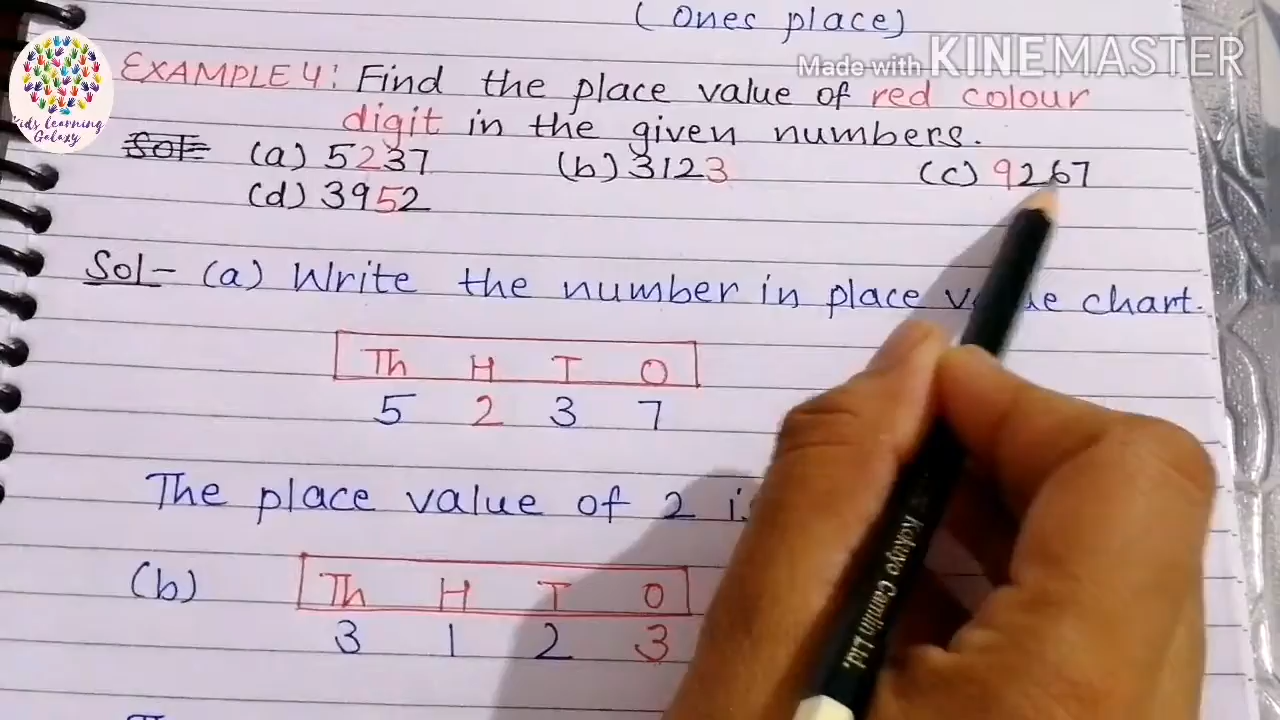 (Ones place)
Made with KINEMASTER
EXAMPLE 4: Find the place value of red colour
digit in the given numbers.
Kids Learning
Galaxy
Sol- (a) 5237 (b) 3123 (c) 9267
(d) 3952
Sol- (a) Write the number in place value chart.
Th H T O
5 2 3 7
The place value of 2 is
(b) Th H T O
3 1 2 3
Kokuyo Camlin Ltd.